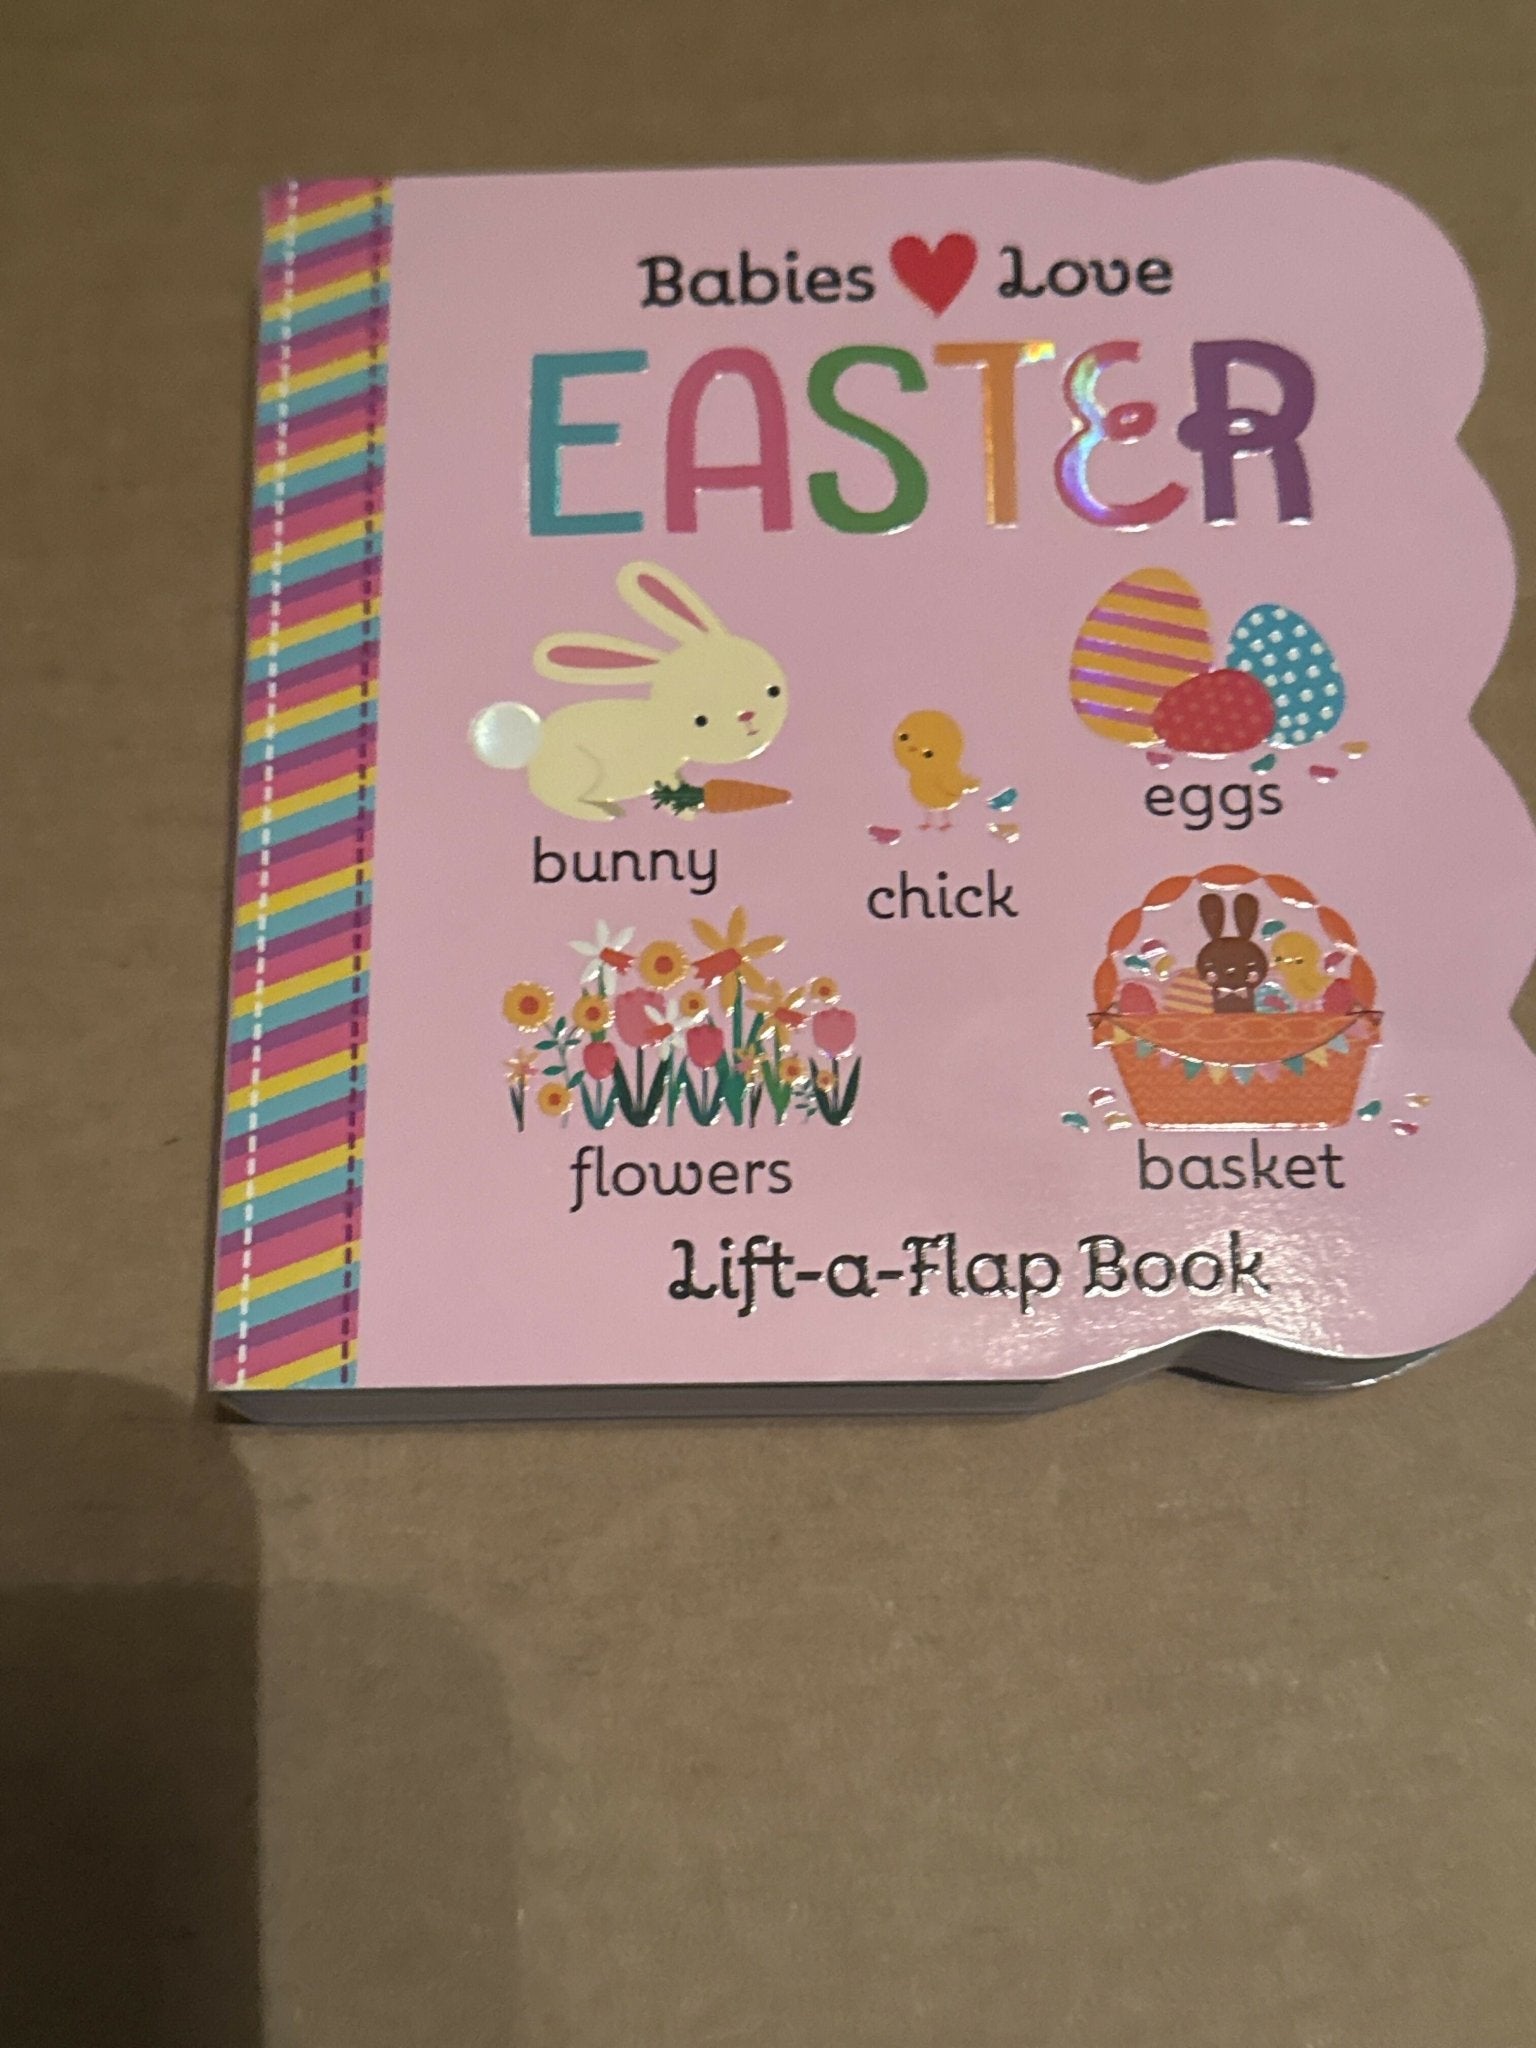 Babies Love
EASTER
bunny
chick
eggs
flowers
basket
Lift-a-Flap Book